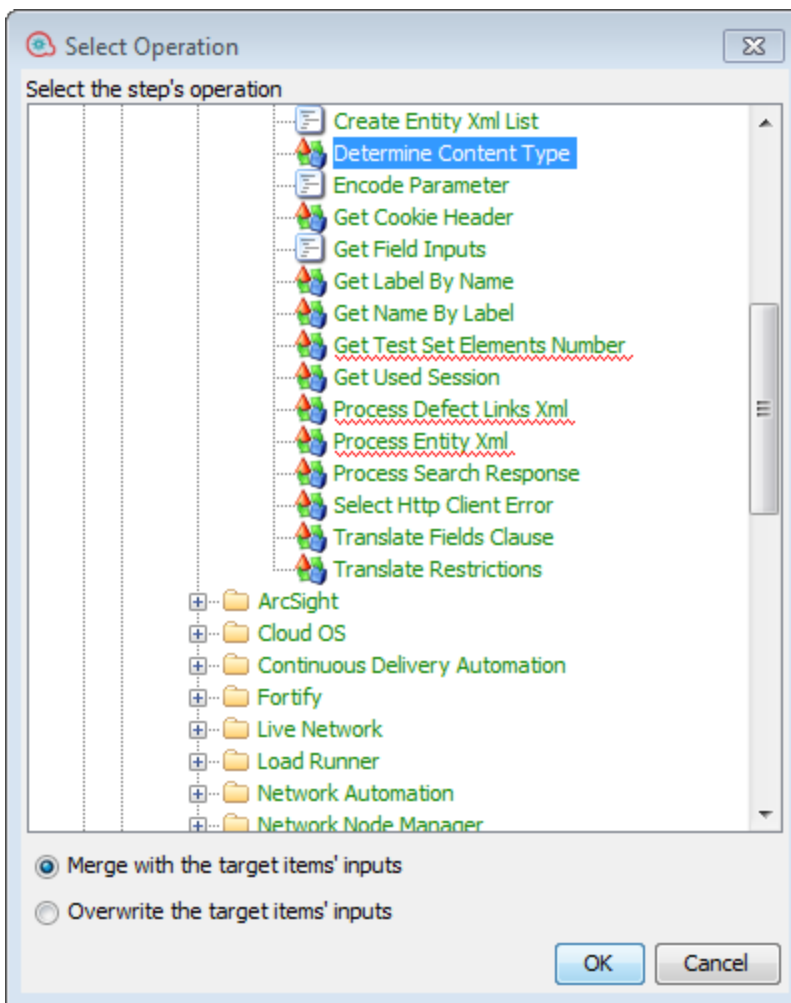 Select Operation
Select the step's operation
Create Entity Xml List
Determine Content Type
Encode Parameter
Get Cookie Header
Get Field Inputs
Get Label By Name
Get Name By Label
Get Test Set Elements Number
Get Used Session
Process Defect Links Xml
Process Entity Xml
Process Search Response
Select Http Client Error
Translate Fields Clause
Translate Restrictions
ArcSight
Cloud OS
Continuous Delivery Automation
Fortify
Live Network
Load Runner
Network Automation
Network Node Manager
Merge with the target items' inputs
Overwrite the target items' inputs
OK Cancel